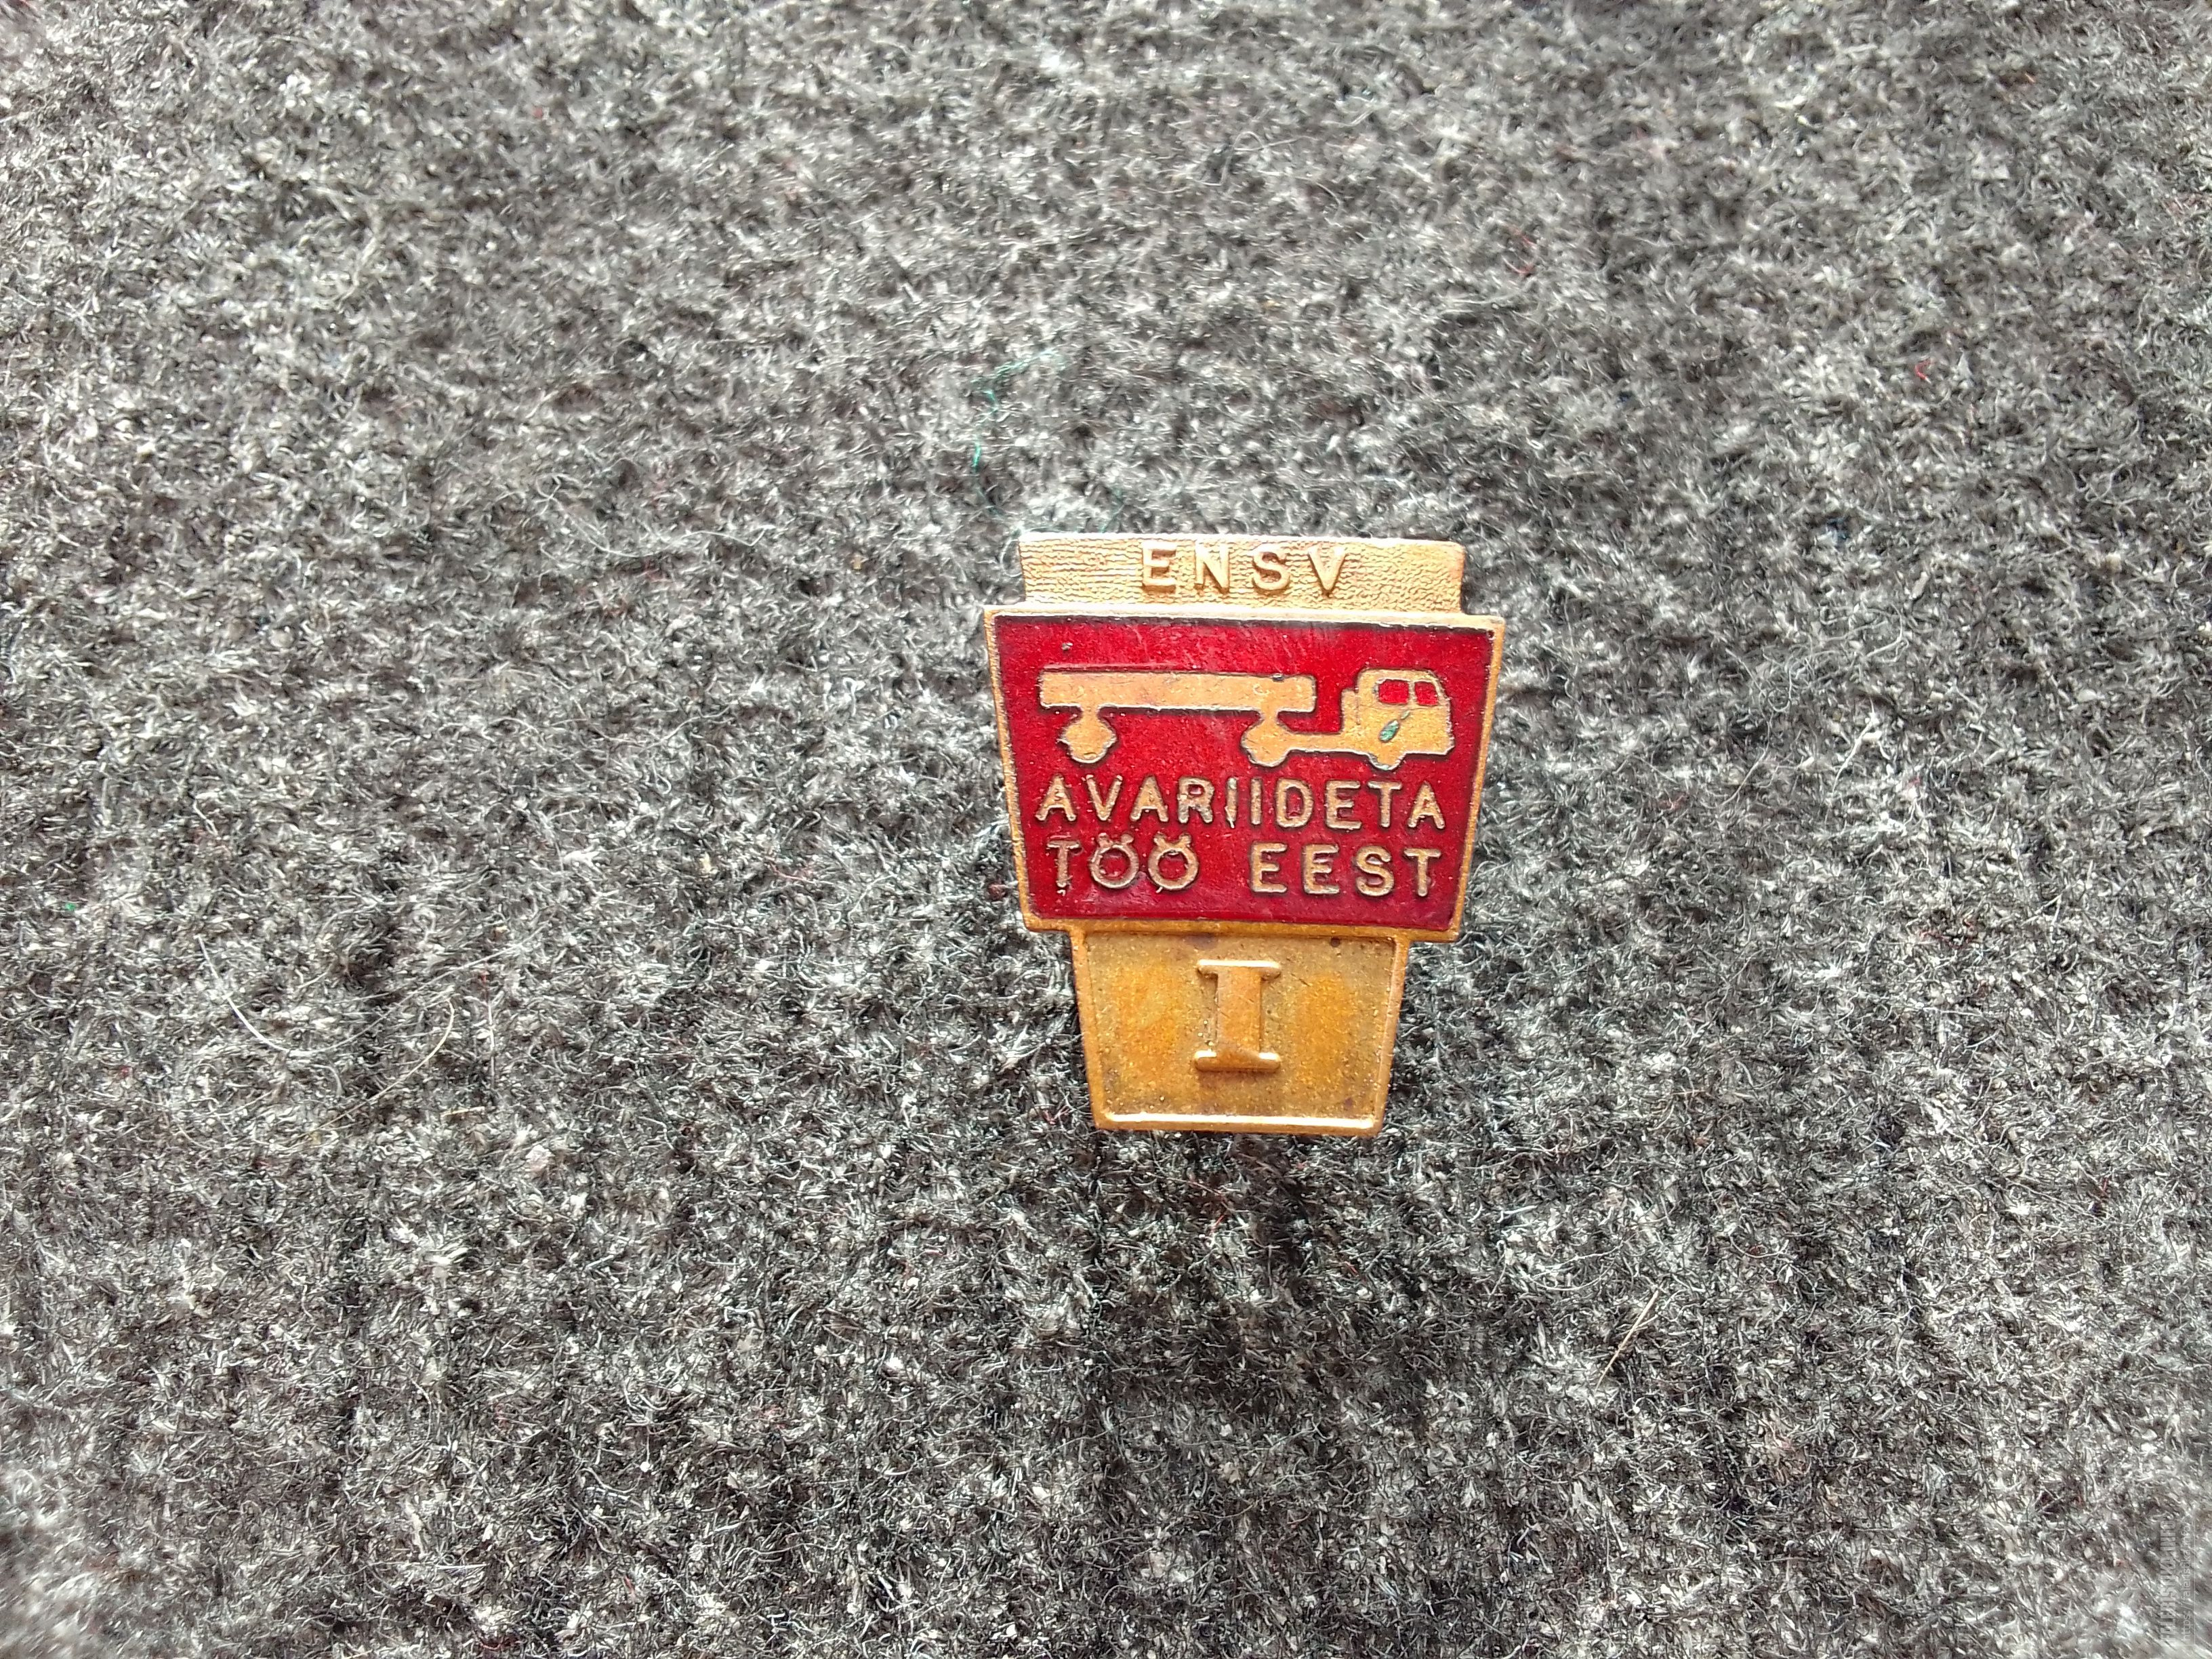 ENSV
AVARIIDETA
TÖÖ EEST
I